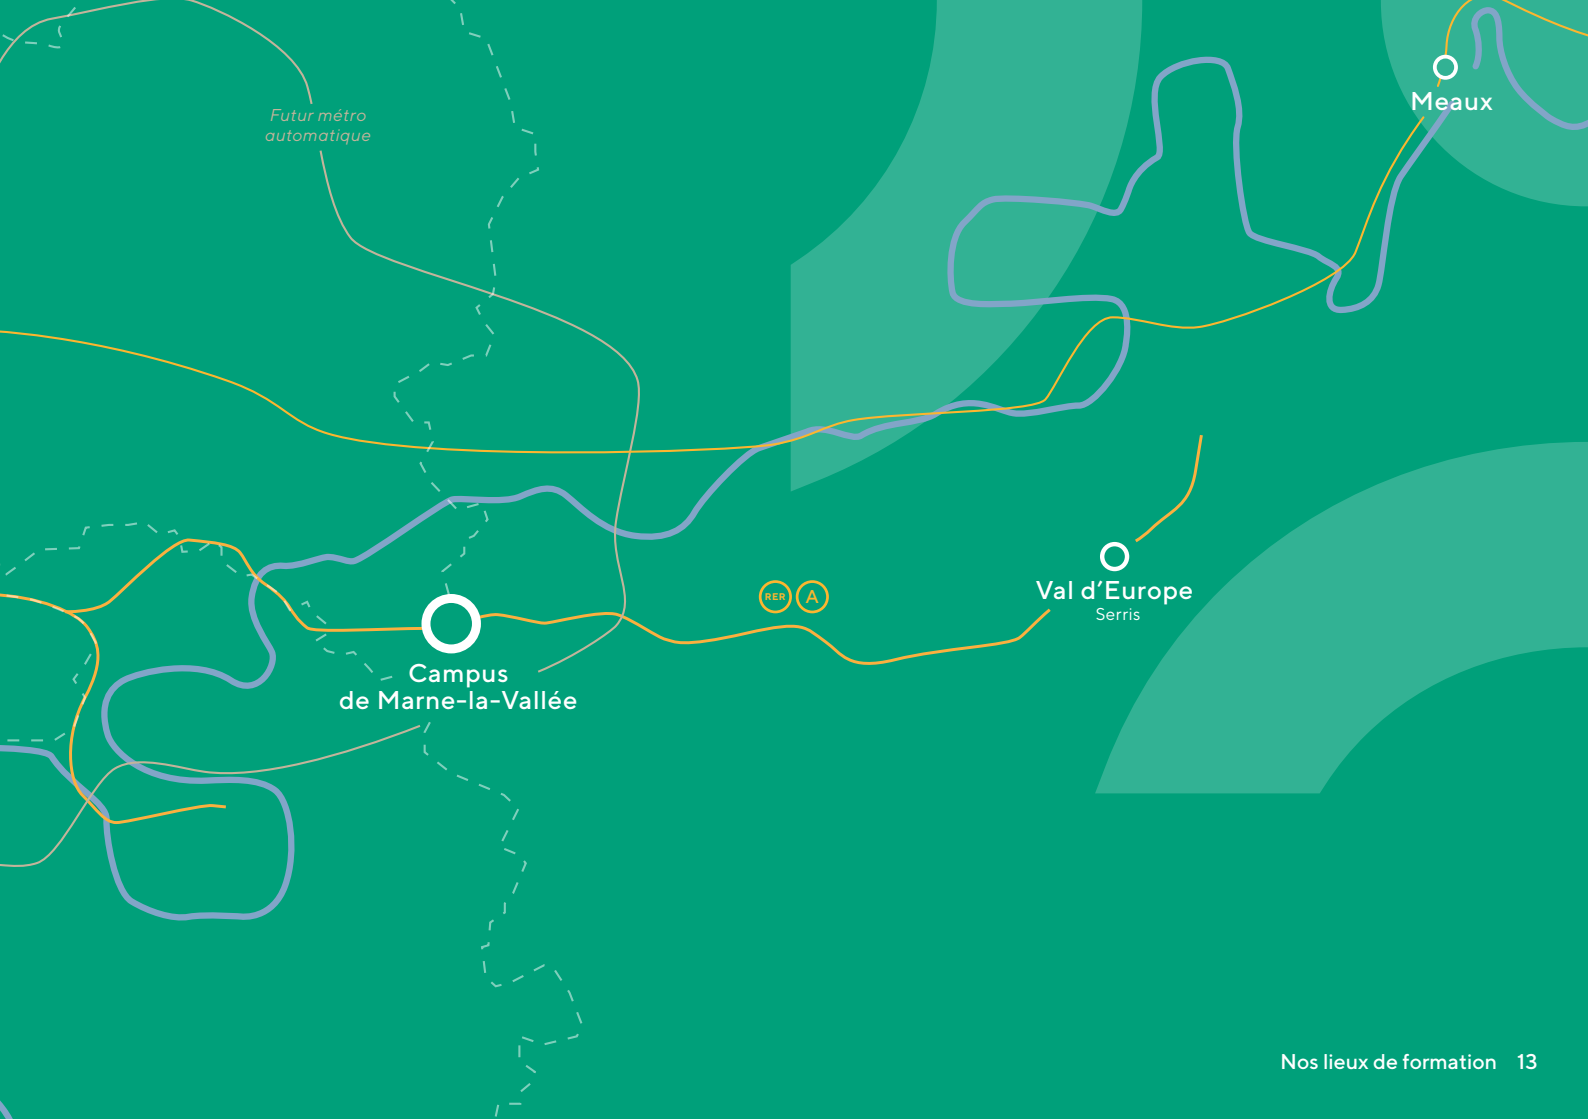 Meaux
Futur métro
automatique
RER A
Val d’Europe
Serris
Campus
de Marne-la-Vallée
Nos lieux de formation 13